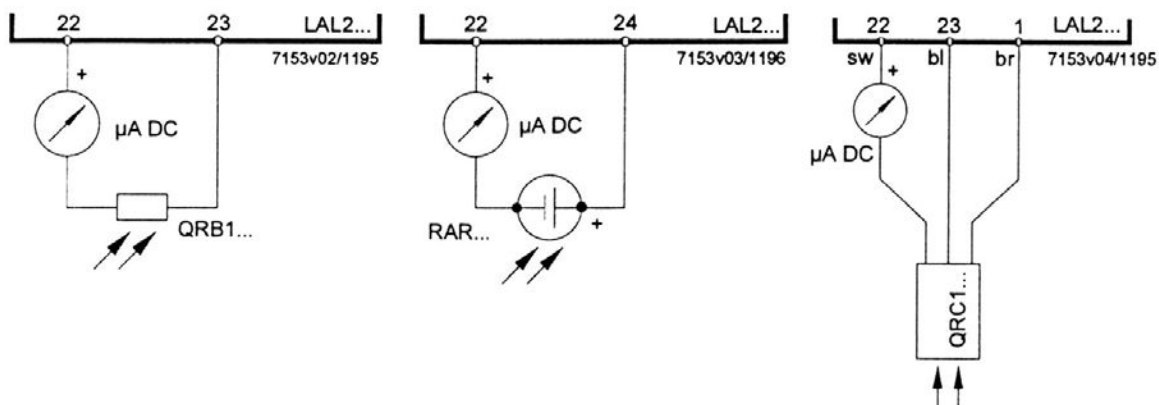 22 23 LAL2...
7153v02/1195
+
µA DC
QRB1...
22 24 LAL2...
7153v03/1196
+
µA DC
RAR...
+
22 23 1 LAL2...
sw bl br 7153v04/1195
+
µA DC
QRC1...